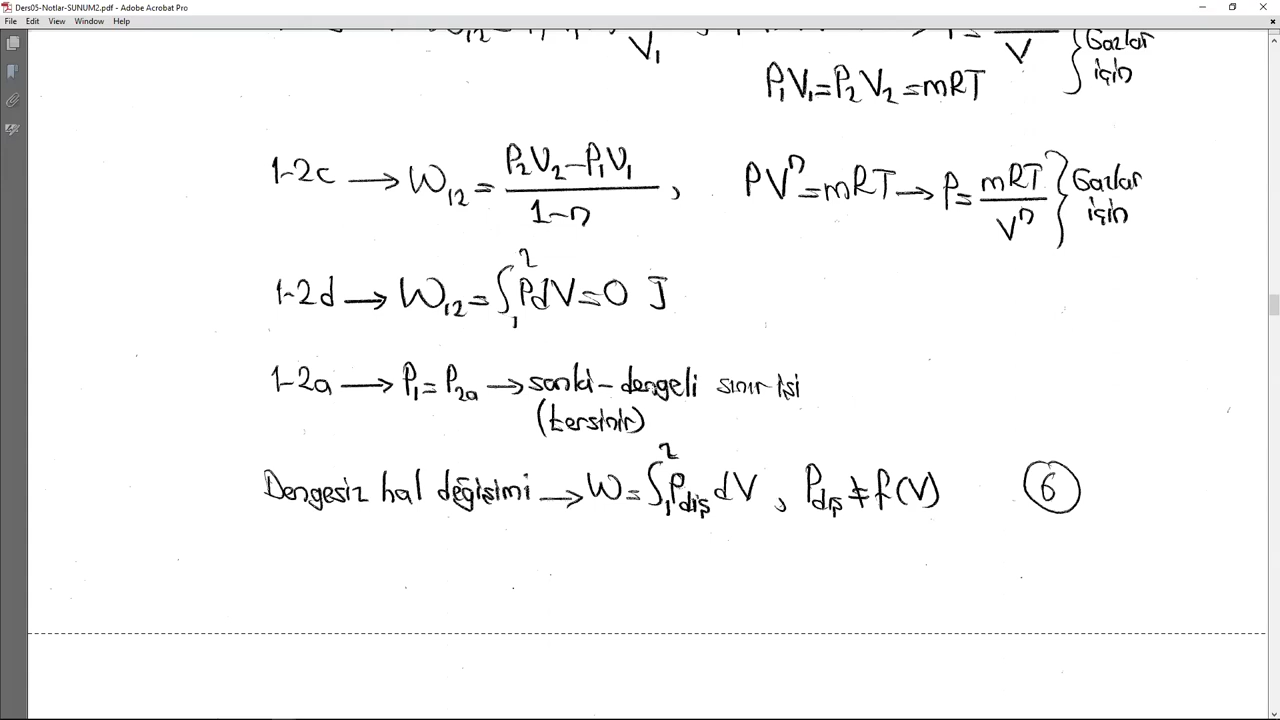 Ders05-Notlar-SUNUM2.pdf - Adobe Acrobat Pro
File Edit View Window Help
V₁
V } Gazlar için
P₁V₁=P₂V₂=mRT
1-2c → W₁₂ = (P₂V₂-P₁V₁)/(1-n) , PVⁿ=mRT → P= mRT/Vⁿ } Gazlar için
1-2d → W₁₂ = ∫₁² PdV=0 J
1-2a → P₁=P₂ₐ → sanki-dengeli sınır işi
(tersinir)
Dengesiz hal değişimi → W=∫₁² P_dış dV , P_dış ≠ f(V) 6